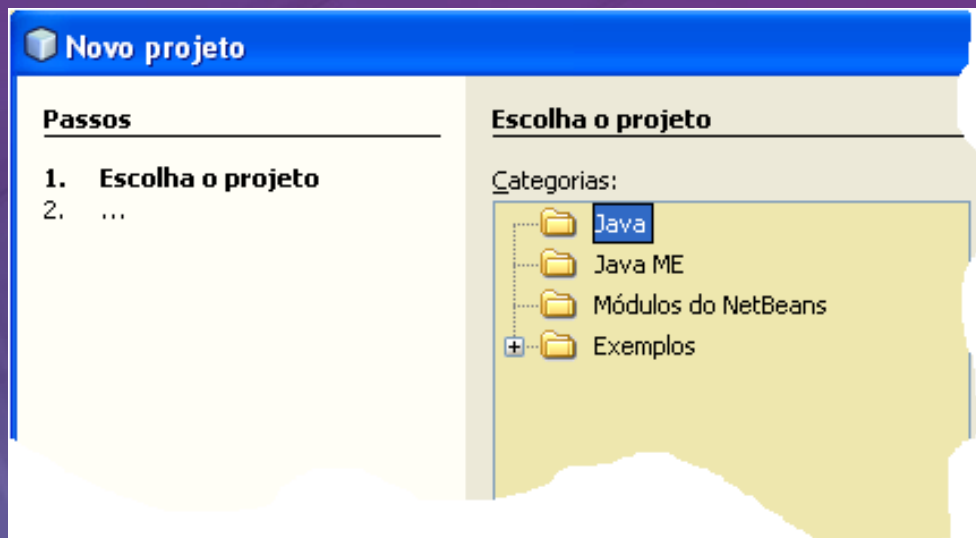 Novo projeto
Passos
1. Escolha o projeto
2. ...
Escolha o projeto
Categorias:
Java
Java ME
Módulos do NetBeans
Exemplos